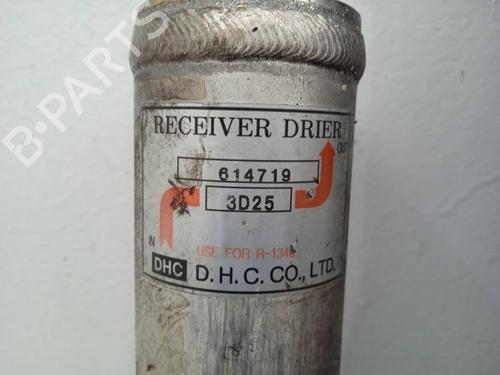 B-PARTS
RECEIVER DRIER
OUT
614719
3D25
IN
USE FOR R-134a
DHC D.H.C.CO.,LTD.